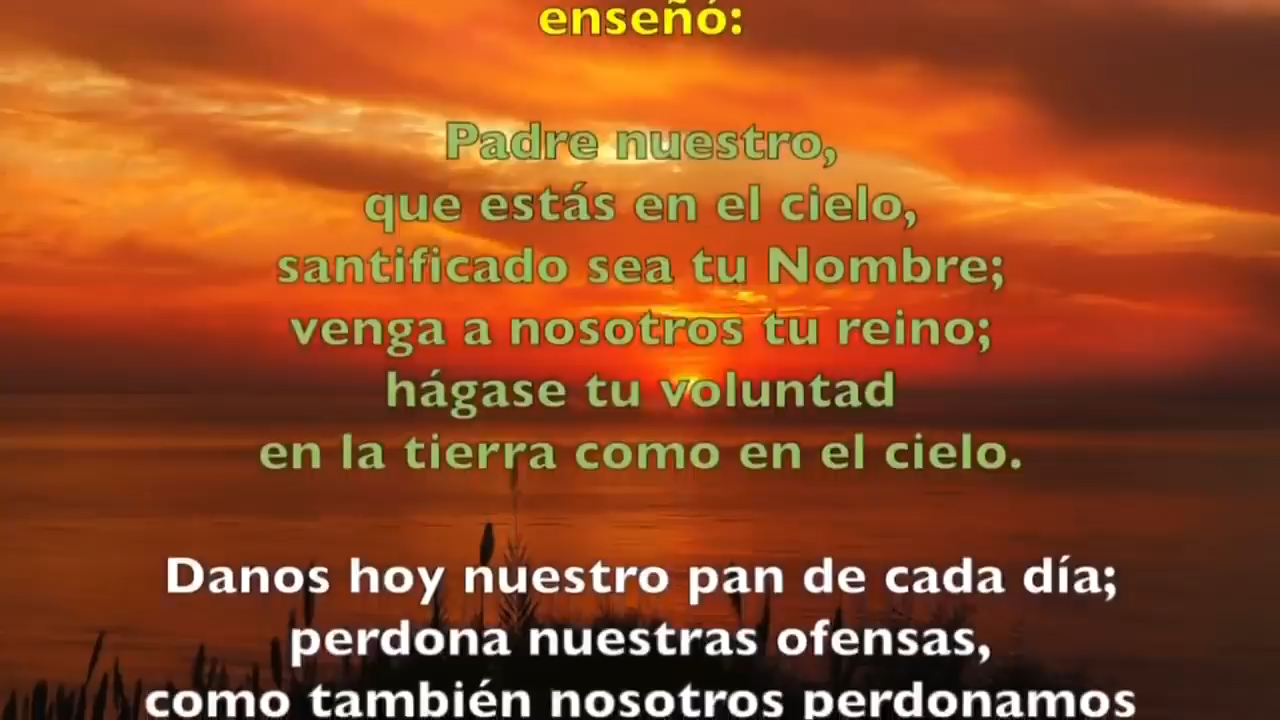 enseñó:
Padre nuestro,
que estás en el cielo,
santificado sea tu Nombre;
venga a nosotros tu reino;
hágase tu voluntad
en la tierra como en el cielo.
Danos hoy nuestro pan de cada día;
perdona nuestras ofensas,
como también nosotros perdonamos